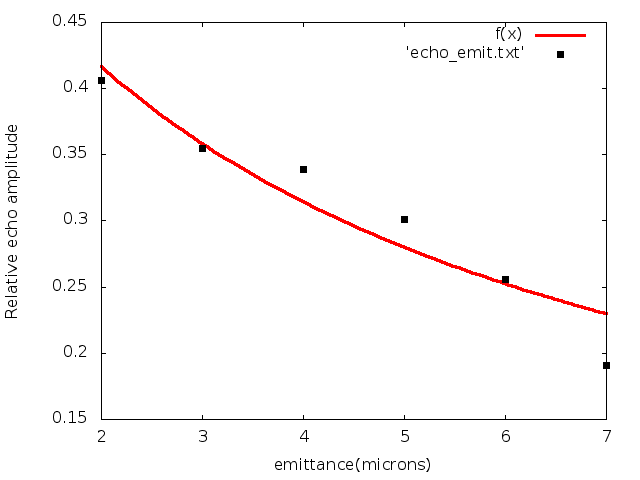 0.45
f(x)
'echo_emit.txt'
0.4
0.35
0.3
0.25
0.2
0.15
Relative echo amplitude
2 3 4 5 6 7
emittance(microns)